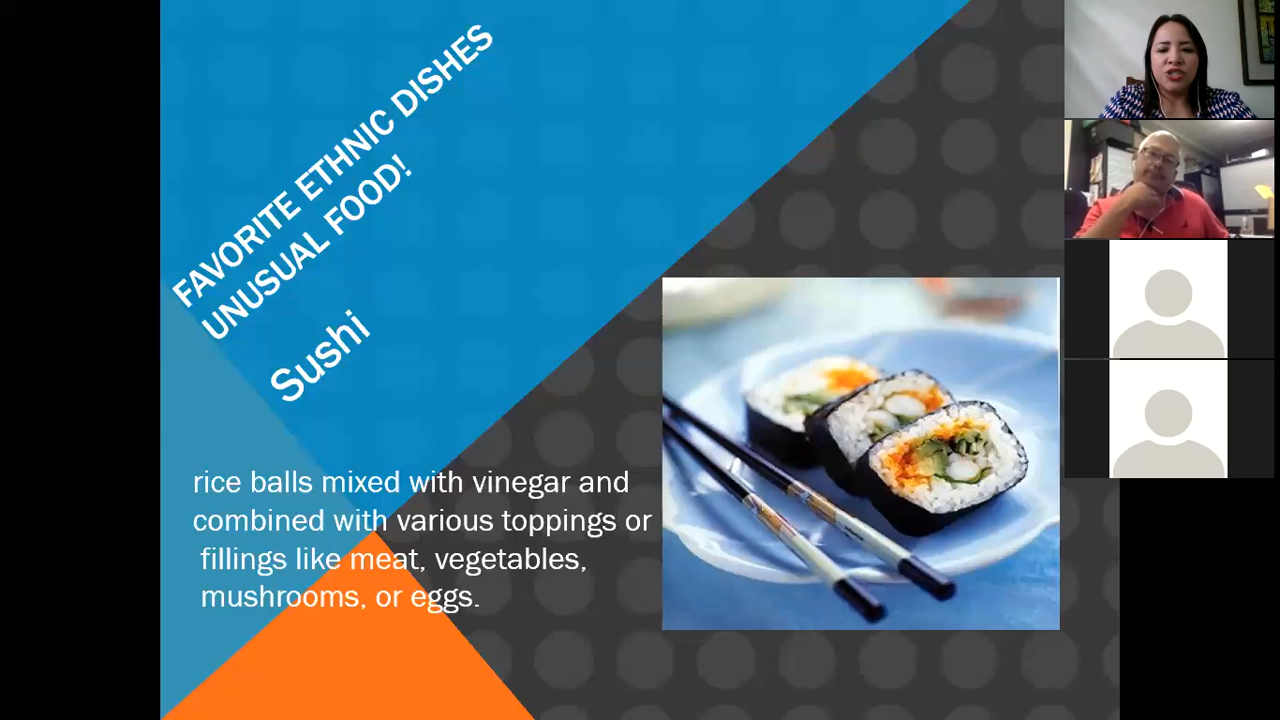 FAVORITE ETHNIC DISHES
UNUSUAL FOOD!
Sushi
rice balls mixed with vinegar and
combined with various toppings or
fillings like meat, vegetables,
mushrooms, or eggs.